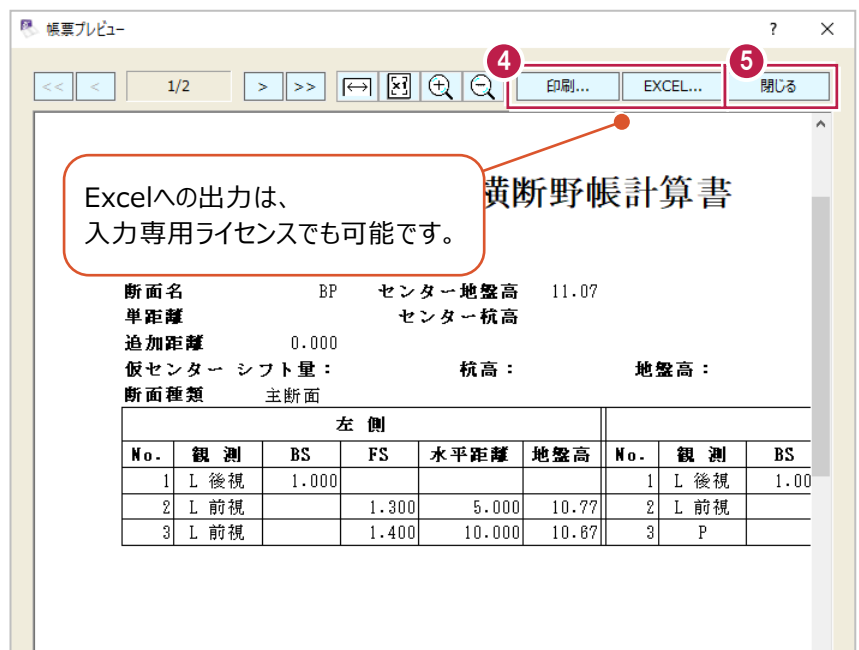 帳票プレビュー ? ×
4 5
<< < 1/2 > >> 印刷... EXCEL... 閉じる
横断野帳計算書
Excelへの出力は、
入力専用ライセンスでも可能です。
断面名 BP センター地盤高 11.07
単距離 センター杭高
追加距離 0.000
仮センター シフト量： 杭高： 地盤高：
断面種類 主断面
左 側
No. 観 測 BS FS 水平距離 地盤高 No. 観 測 BS
1 L 後視 1.000 1 L 後視 1.00
2 L 前視 1.300 5.000 10.77 2 L 前視
3 L 前視 1.400 10.000 10.67 3 P